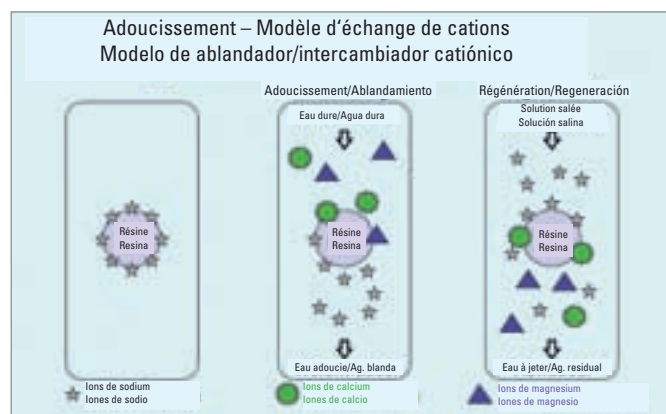 Adoucissement – Modèle d'échange de cations
Modelo de ablandador/intercambiador catiónico
Adoucissement/Ablandamiento
Régénération/Regeneración
Eau dure/Agua dura
Solution salée
Solución salina
Résine
Resina
Résine
Resina
Résine
Resina
Eau adoucie/Ag. blanda
Eau à jeter/Ag. residual
Ions de sodium
Iones de sodio
Ions de calcium
Iones de calcio
Ions de magnesium
Iones de magnesio